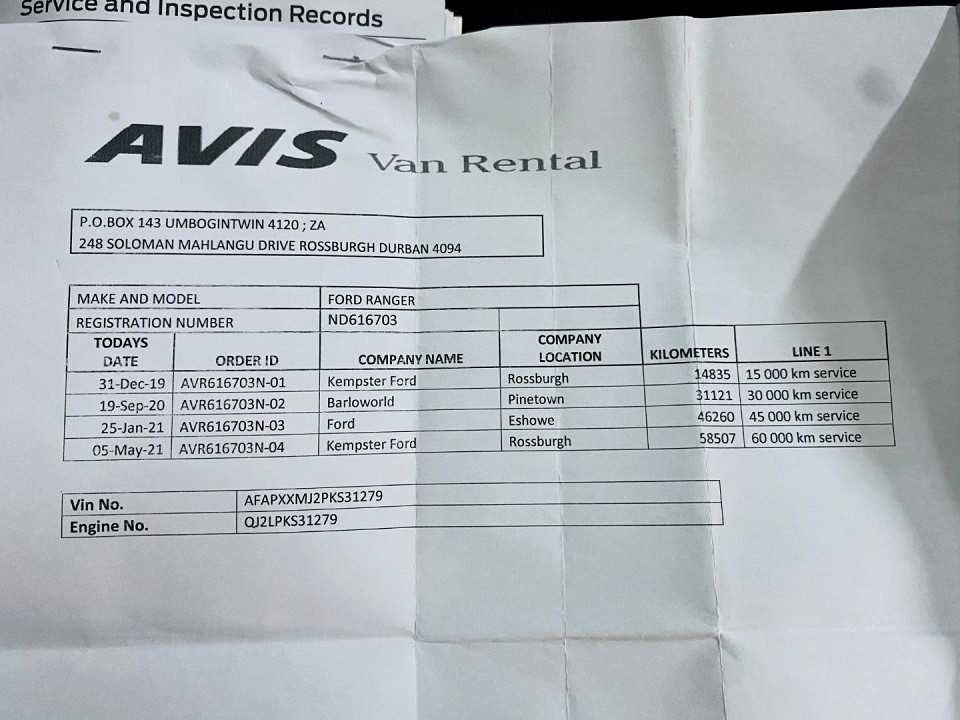 Service and Inspection Records
AVIS Van Rental
P.O.BOX 143 UMBOGINTWIN 4120 ; ZA
248 SOLOMAN MAHLANGU DRIVE ROSSBURGH DURBAN 4094
MAKE AND MODEL FORD RANGER
REGISTRATION NUMBER ND616703
TODAYS DATE ORDER ID COMPANY NAME COMPANY LOCATION KILOMETERS LINE 1
31-Dec-19 AVR616703N-01 Kempster Ford Rossburgh 14835 15 000 km service
19-Sep-20 AVR616703N-02 Barloworld Pinetown 31121 30 000 km service
25-Jan-21 AVR616703N-03 Ford Eshowe 46260 45 000 km service
05-May-21 AVR616703N-04 Kempster Ford Rossburgh 58507 60 000 km service
Vin No. AFAPXXMJ2PKS31279
Engine No. QJ2LPKS31279